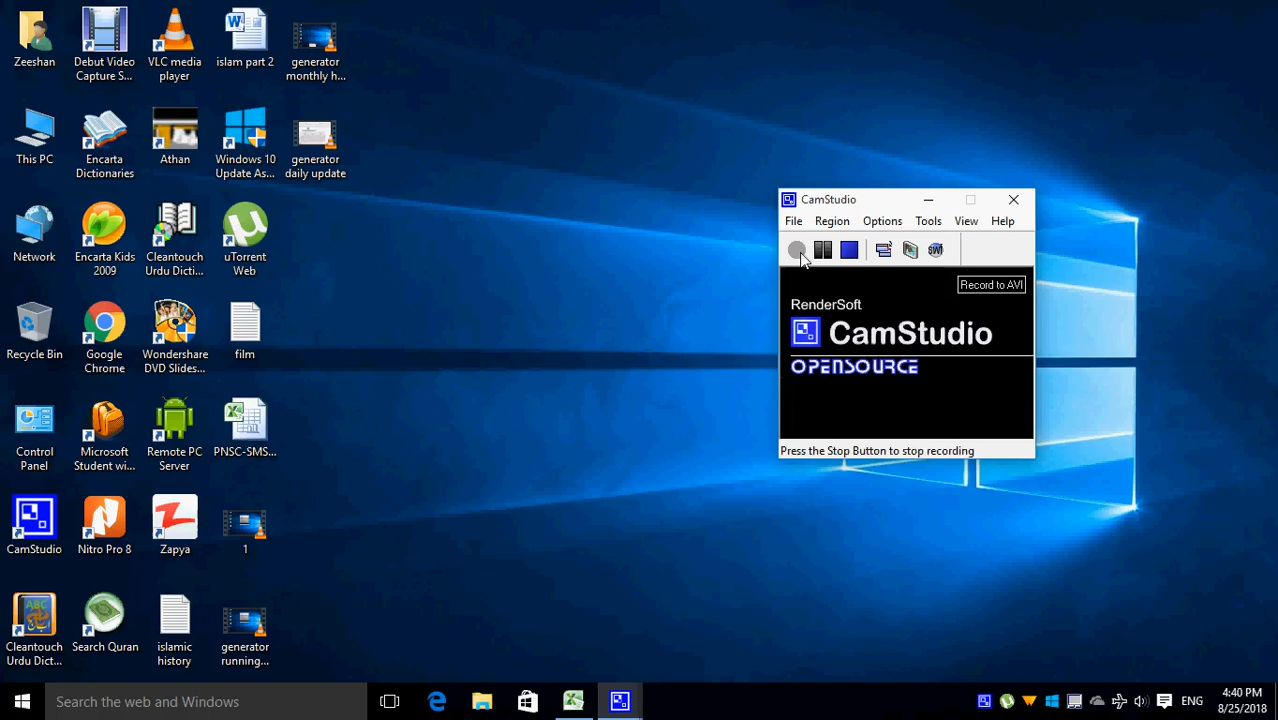 Zeeshan
Debut Video
Capture S...
VLC media
player
islam part 2
generator
monthly h...
This PC
Encarta
Dictionaries
Athan
Windows 10
Update As...
generator
daily update
Network
Encarta Kids
2009
Cleantouch
Urdu Dicti...
uTorrent
Web
Recycle Bin
Google
Chrome
Wondershare
DVD Slides...
film
Control
Panel
Microsoft
Student wi...
Remote PC
Server
PNSC-SMS...
CamStudio
Nitro Pro 8
Zapya
1
Cleantouch
Urdu Dict...
Search Quran
islamic
history
generator
running...
CamStudio
File Region Options Tools View Help
SWF
Record to AVI
RenderSoft
CamStudio
OPENSOURCE
Press the Stop Button to stop recording
Search the web and Windows
ENG
4:40 PM
8/25/2018